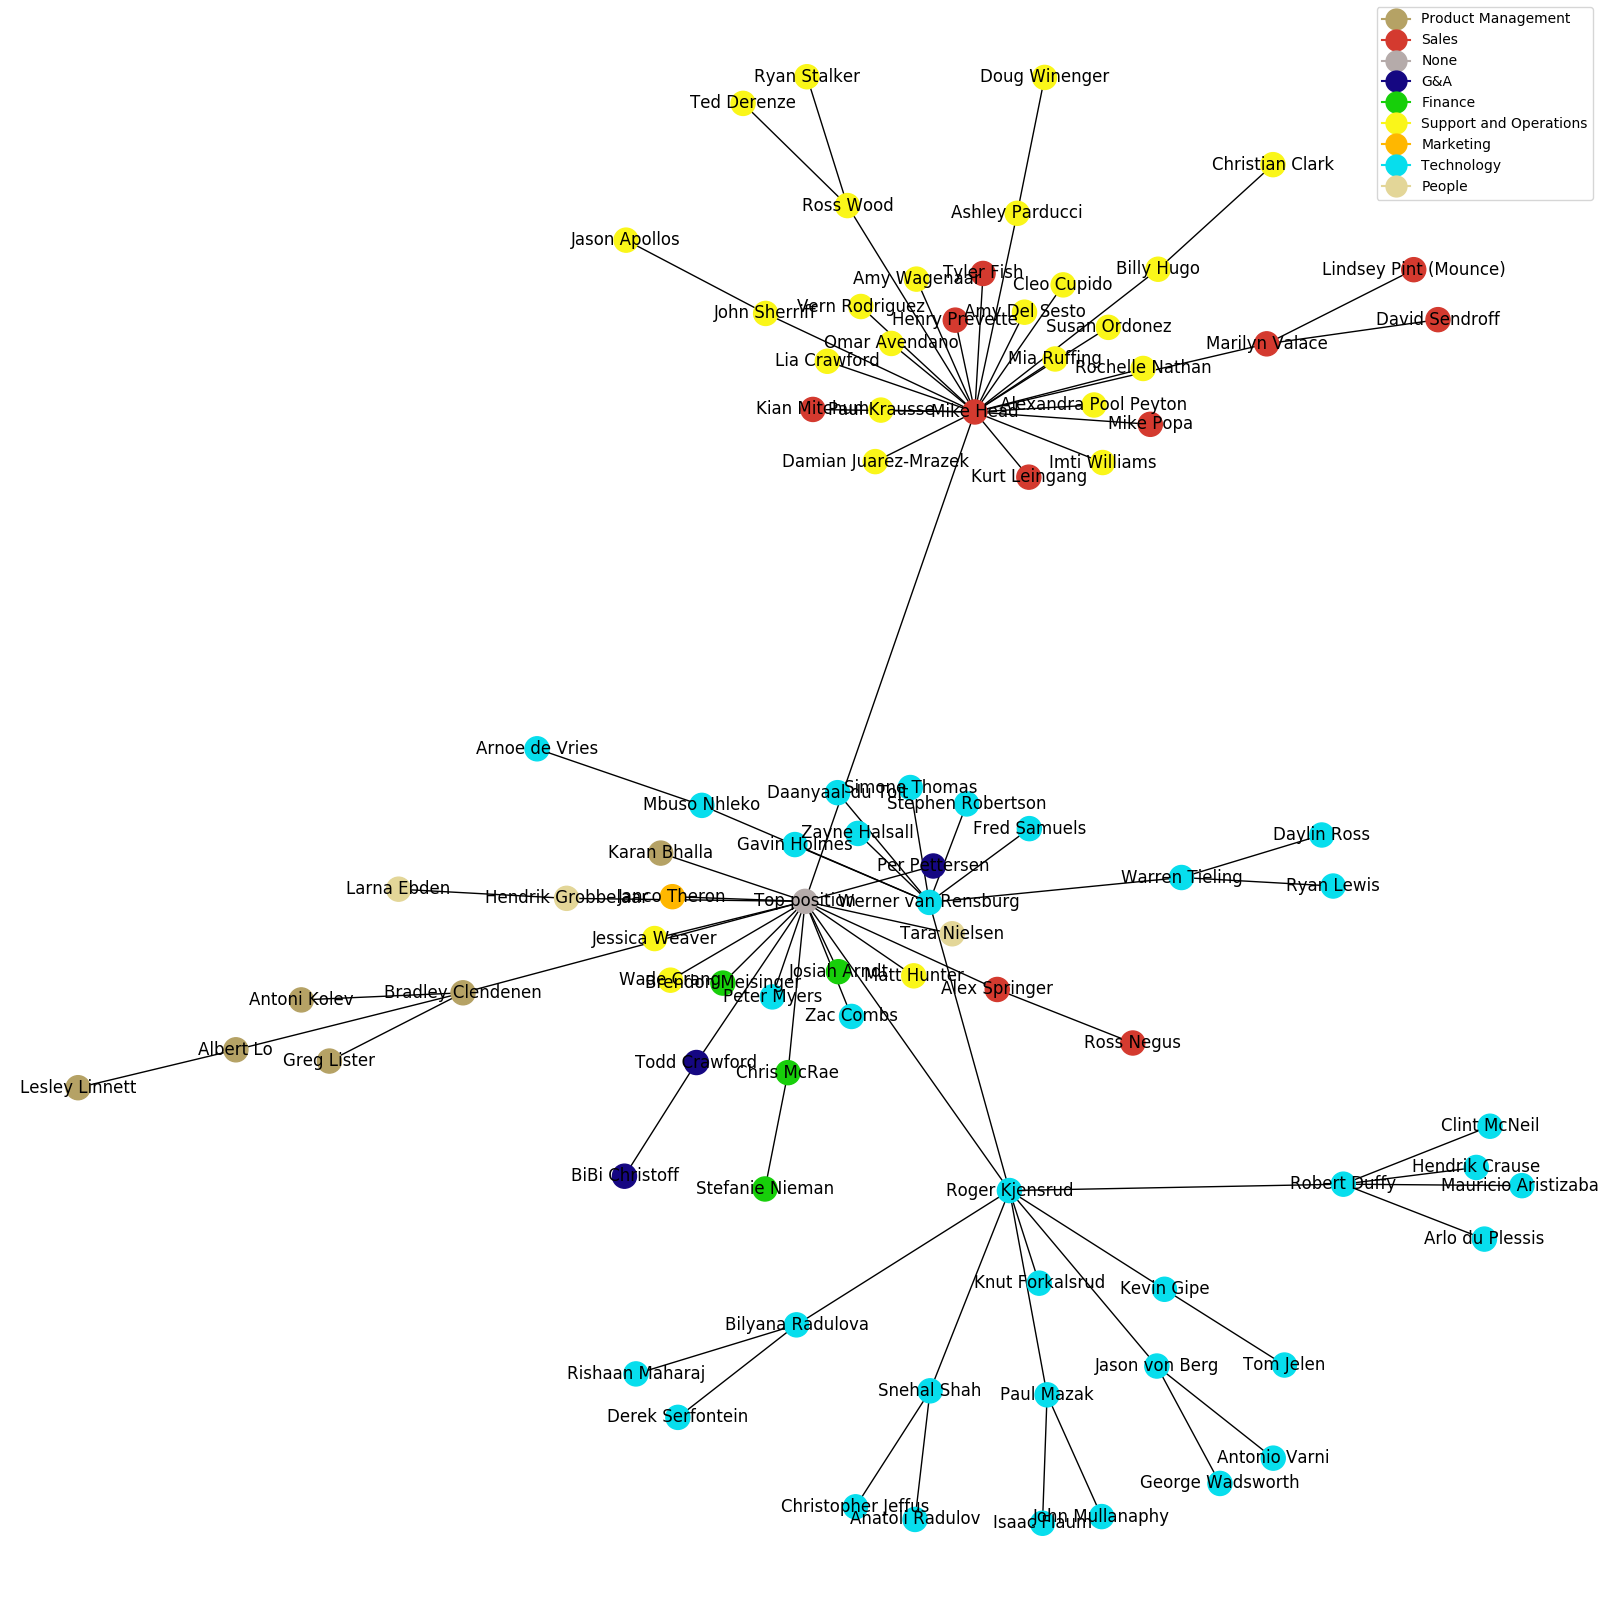 Product Management
Sales
None
G&A
Finance
Support and Operations
Marketing
Technology
People
Ryan Stalker
Doug Winenger
Ted Derenze
Christian Clark
Ross Wood
Ashley Parducci
Jason Apollos
Billy Hugo
Lindsey Pint (Mounce)
Tyler Fish
Amy Wagenaar
Cleo Cupido
Vern Rodriguez
John Sherriff
Amy Del Sesto
Henry Prevette
David Sendroff
Susan Ordonez
Omar Avendano
Marilyn Valace
Lia Crawford
Mia Ruffing
Rochelle Nathan
Kian Mitchum
Paul Krausse
Mike Head
Alexandra Pool Peyton
Mike Popa
Damian Juarez-Mrazek
Imti Williams
Kurt Leingang
Arnoe de Vries
Simone Thomas
Daanyaal du Toit
Mbuso Nhleko
Stephen Robertson
Fred Samuels
Zayne Halsall
Daylin Ross
Gavin Holmes
Karan Bhalla
Per Pettersen
Warren Tieling
Ryan Lewis
Larna Ebden
Hendrik Grobbelaar
Jaaco Theron
Top position
Werner van Rensburg
Tara Nielsen
Jessica Weaver
Josiah Arndt
Matt Hunter
Wade Grang
Brendon Meisinger
Alex Springer
Bradley Clendenen
Peter Myers
Antoni Kolev
Zac Combs
Ross Negus
Albert Lo
Greg Lister
Todd Crawford
Chris McRae
Lesley Linnett
Clint McNeil
Hendrik Crause
BiBi Christoff
Stefanie Nieman
Roger Kjensrud
Robert Duffy
Mauricio Aristizaba
Arlo du Plessis
Knut Forkalsrud
Kevin Gipe
Bilyana Radulova
Jason von Berg
Tom Jelen
Rishaan Maharaj
Snehal Shah
Paul Mazak
Derek Serfontein
Antonio Varni
George Wadsworth
Christopher Jeffus
Anatoli Radulov
Isaac Flaum
John Mullanaphy